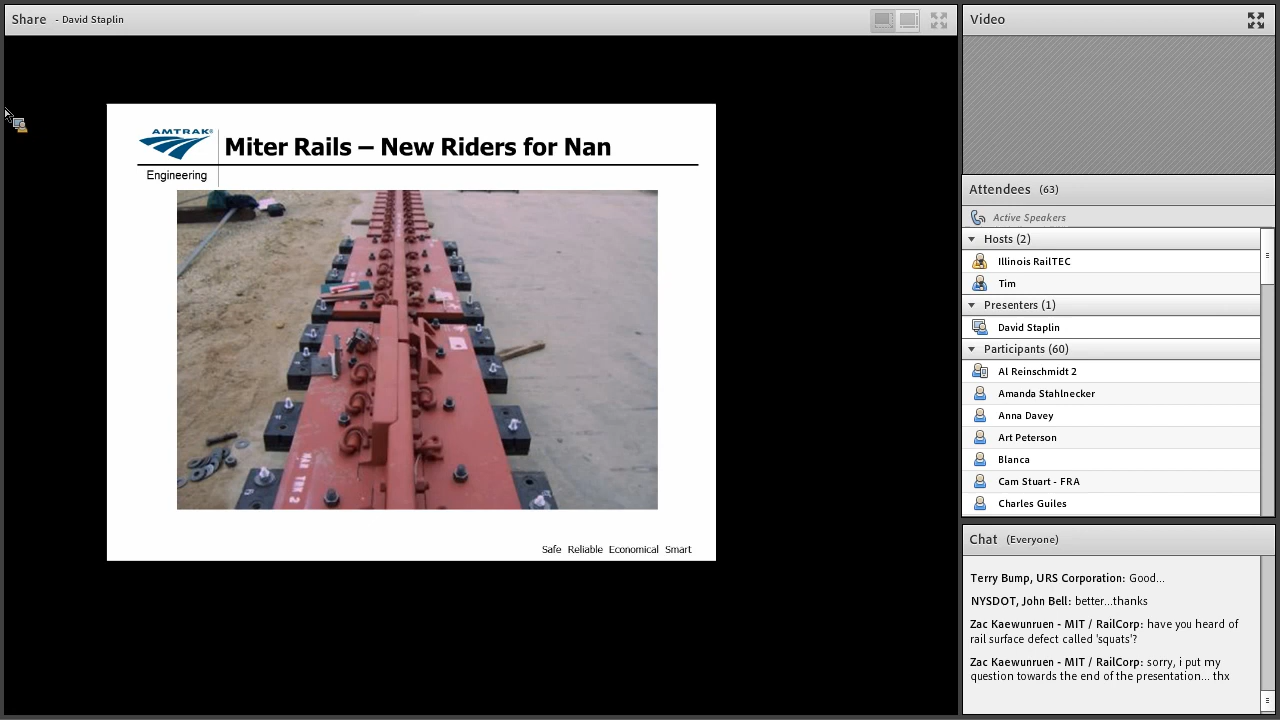 Share - David Staplin
AMTRAK®
Engineering
Miter Rails – New Riders for Nan
NAN TRK 2
Safe Reliable Economical Smart
Video
Attendees (63)
Active Speakers
Hosts (2)
Illinois RailTEC
Tim
Presenters (1)
David Staplin
Participants (60)
Al Reinschmidt 2
Amanda Stahlnecker
Anna Davey
Art Peterson
Blanca
Cam Stuart - FRA
Charles Guiles
Chat (Everyone)
Terry Bump, URS Corporation: Good...
NYSDOT, John Bell: better...thanks
Zac Kaewunruen - MIT / RailCorp: have you heard of
rail surface defect called 'squats'?
Zac Kaewunruen - MIT / RailCorp: sorry, i put my
question towards the end of the presentation... thx